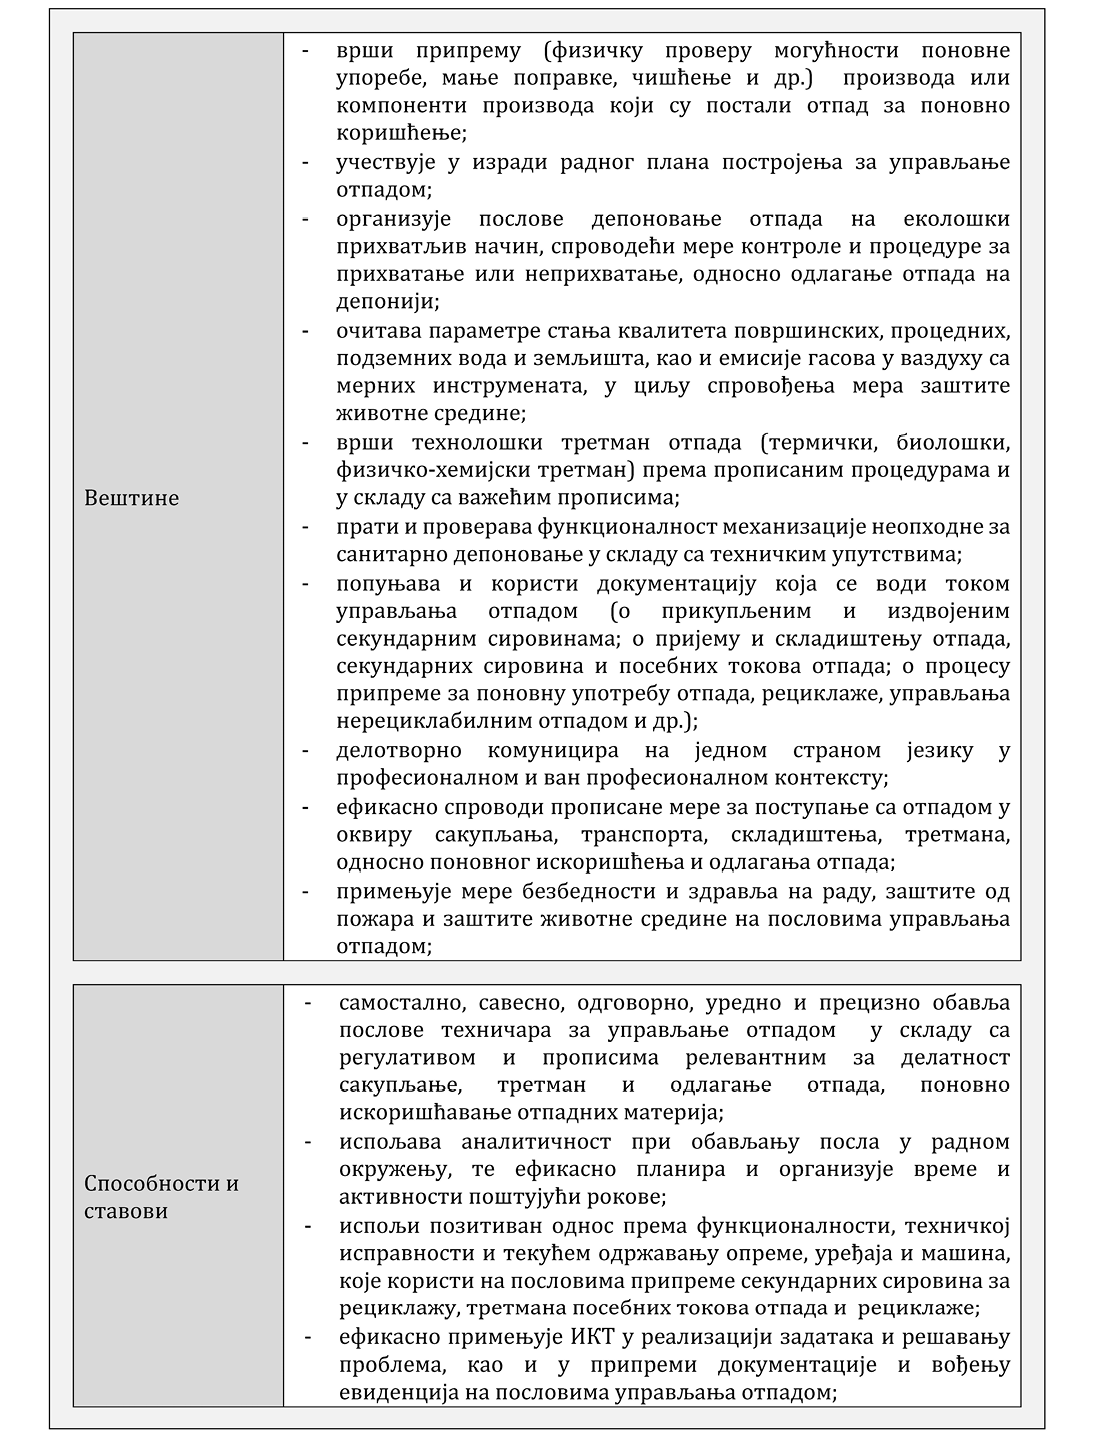 Вештине
- врши припрему (физичку проверу могућности поновне
упоребе, мање поправке, чишћење и др.) производа или
компоненти производа који су постали отпад за поновно
коришћење;
- учествује у изради радног плана постројења за управљање
отпадом;
- организује послове депоновање отпада на еколошки
прихватљив начин, спроводећи мере контроле и процедуре за
прихватање или неприхватање, односно одлагање отпада на
депонији;
- очитава параметре стања квалитета површинских, процедних,
подземних вода и земљишта, као и емисије гасова у ваздуху са
мерних инструмената, у циљу спровођења мера заштите
животне средине;
- врши технолошки третман отпада (термички, биолошки,
физичко-хемијски третман) према прописаним процедурама и
у складу са важећим прописима;
- прати и проверава функционалност механизације неопходне за
санитарно депоновање у складу са техничким упутствима;
- попуњава и користи документацију која се води током
управљања отпадом (о прикупљеним и издвојеним
секундарним сировинама; о пријему и складиштењу отпада,
секундарних сировина и посебних токова отпада; о процесу
припреме за поновну употребу отпада, рециклаже, управљања
нерециклабилним отпадом и др.);
- делотворно комуницира на једном страном језику у
професионалном и ван професионалном контексту;
- ефикасно спроводи прописане мере за поступање са отпадом у
оквиру сакупљања, транспорта, складиштења, третмана,
односно поновног искоришћења и одлагања отпада;
- примењује мере безбедности и здравља на раду, заштите од
пожара и заштите животне средине на пословима управљања
отпадом;
Способности и
ставови
- самостално, савесно, одговорно, уредно и прецизно обавља
послове техничара за управљање отпадом у складу са
регулативом и прописима релевантним за делатност
сакупљање, третман и одлагање отпада, поновно
искоришћавање отпадних материја;
- испољава аналитичност при обављању посла у радном
окружењу, те ефикасно планира и организује време и
активности поштујући рокове;
- испољи позитиван однос према функционалности, техничкој
исправности и текућем одржавању опреме, уређаја и машина,
које користи на пословима припреме секундарних сировина за
рециклажу, третмана посебних токова отпада и рециклаже;
- ефикасно примењује ИКТ у реализацији задатака и решавању
проблема, као и у припреми документације и вођењу
евиденција на пословима управљања отпадом;